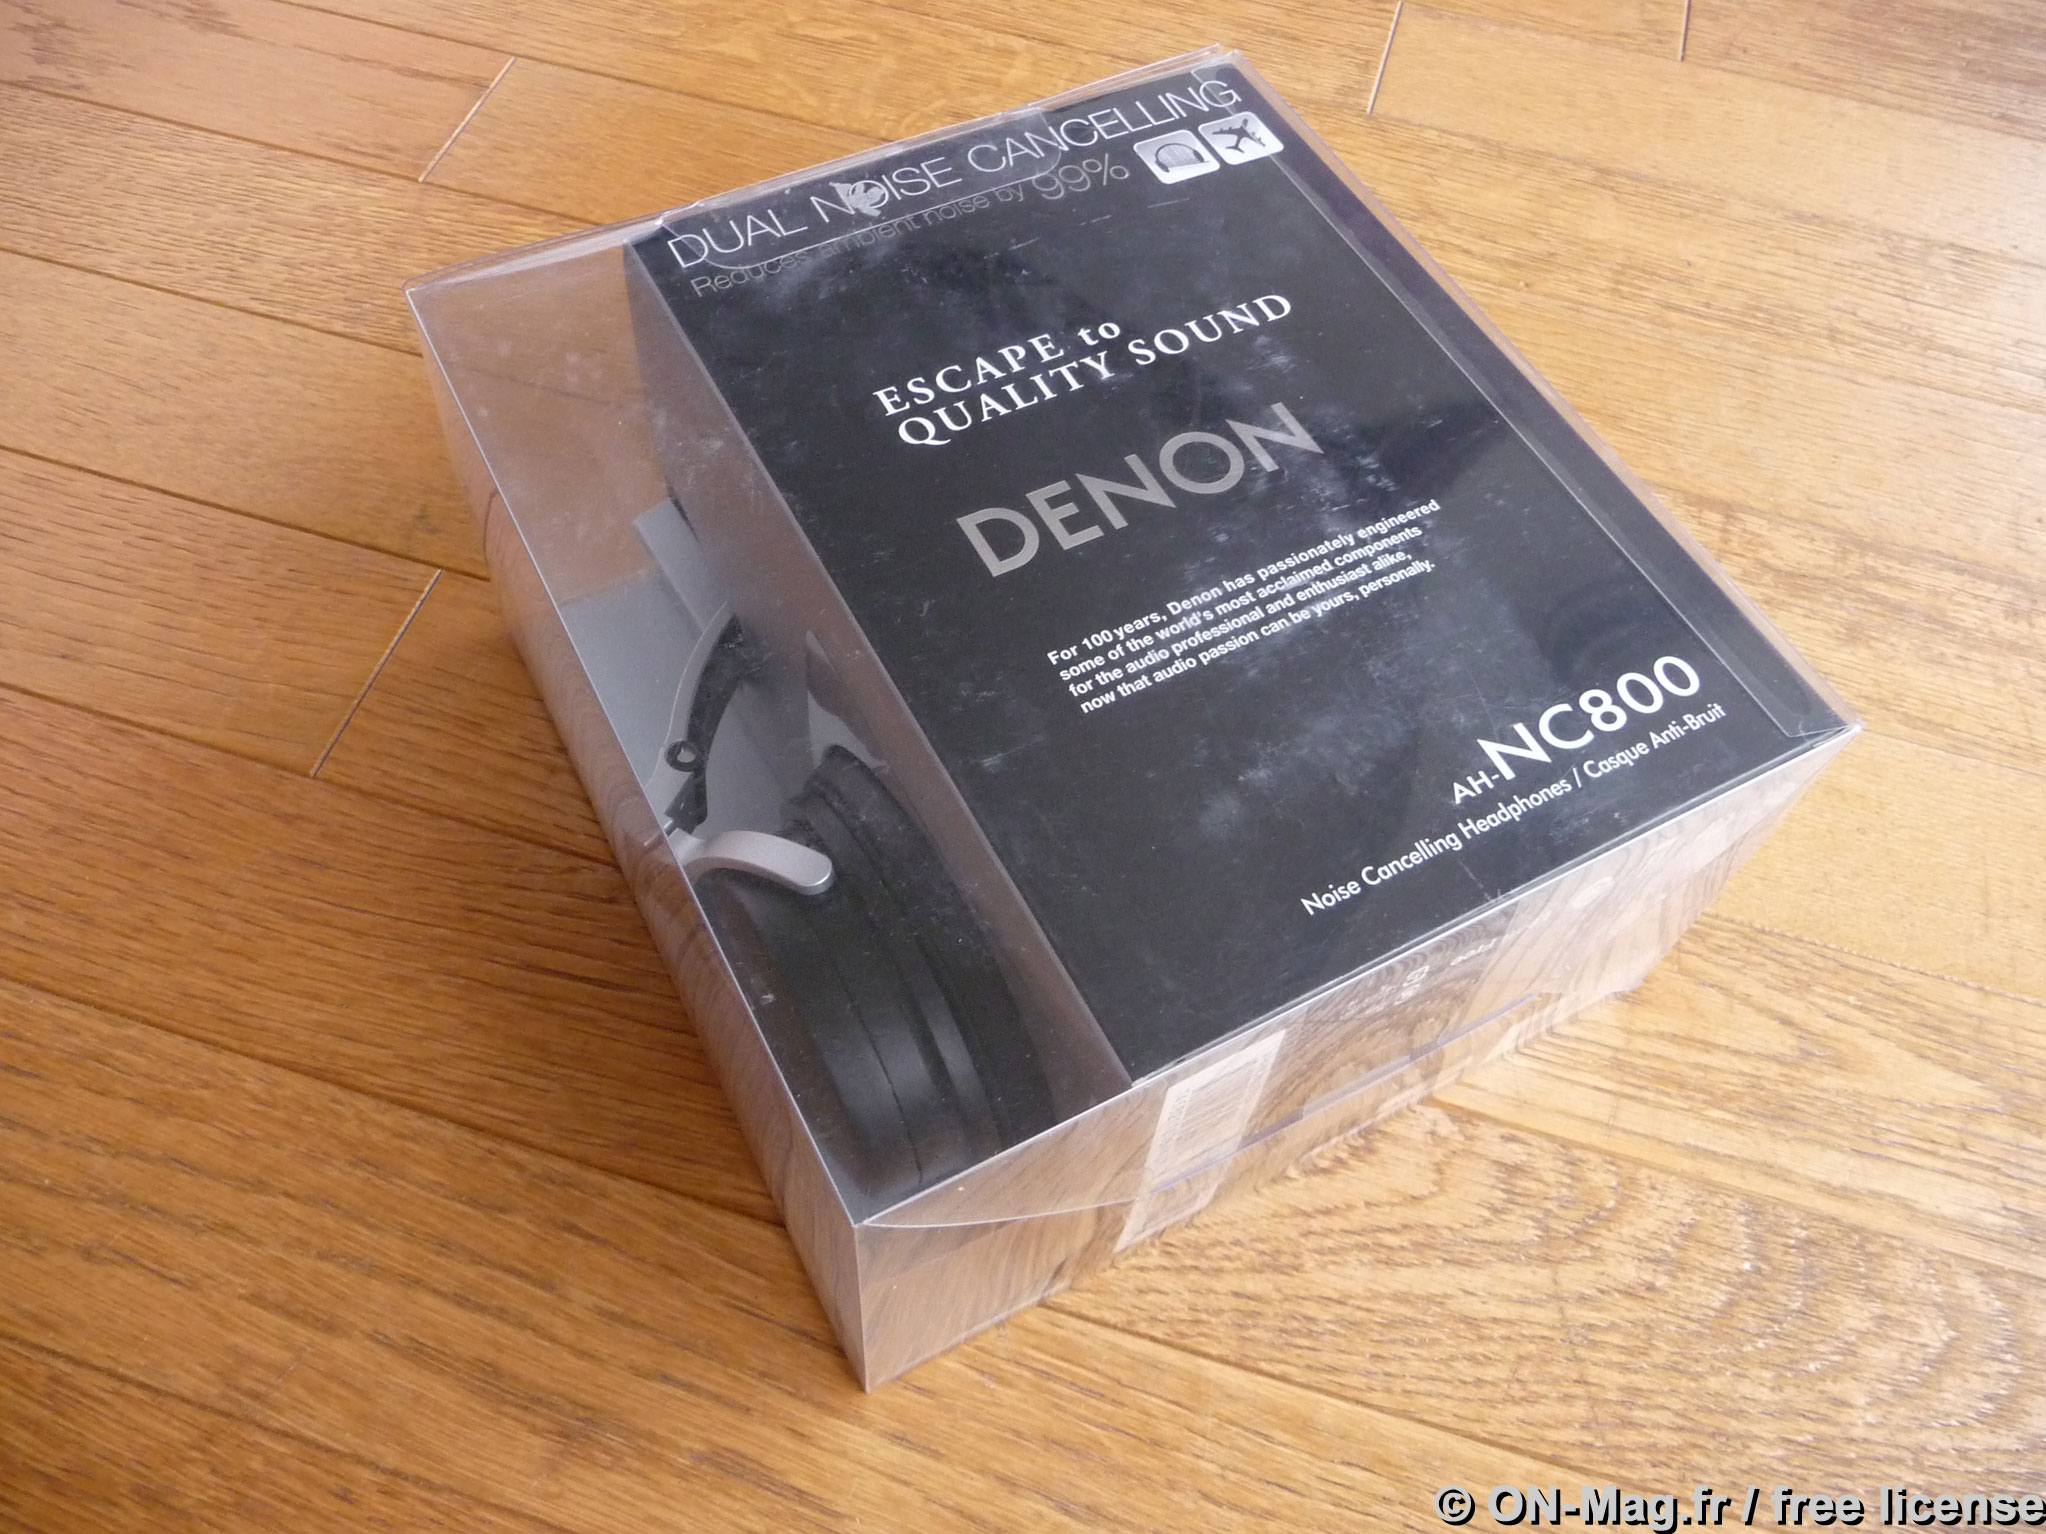 DUAL NOISE CANCELLING
Reduces ambient noise by 99%
ESCAPE to
QUALITY SOUND
DENON
For 100 years, Denon has passionately engineered
some of the world's most acclaimed components
for the audio professional and enthusiast alike,
now that audio passion can be yours, personally.
AH-NC800
Noise Cancelling Headphones / Casque Anti-Bruit
© ON-Mag.fr / free license